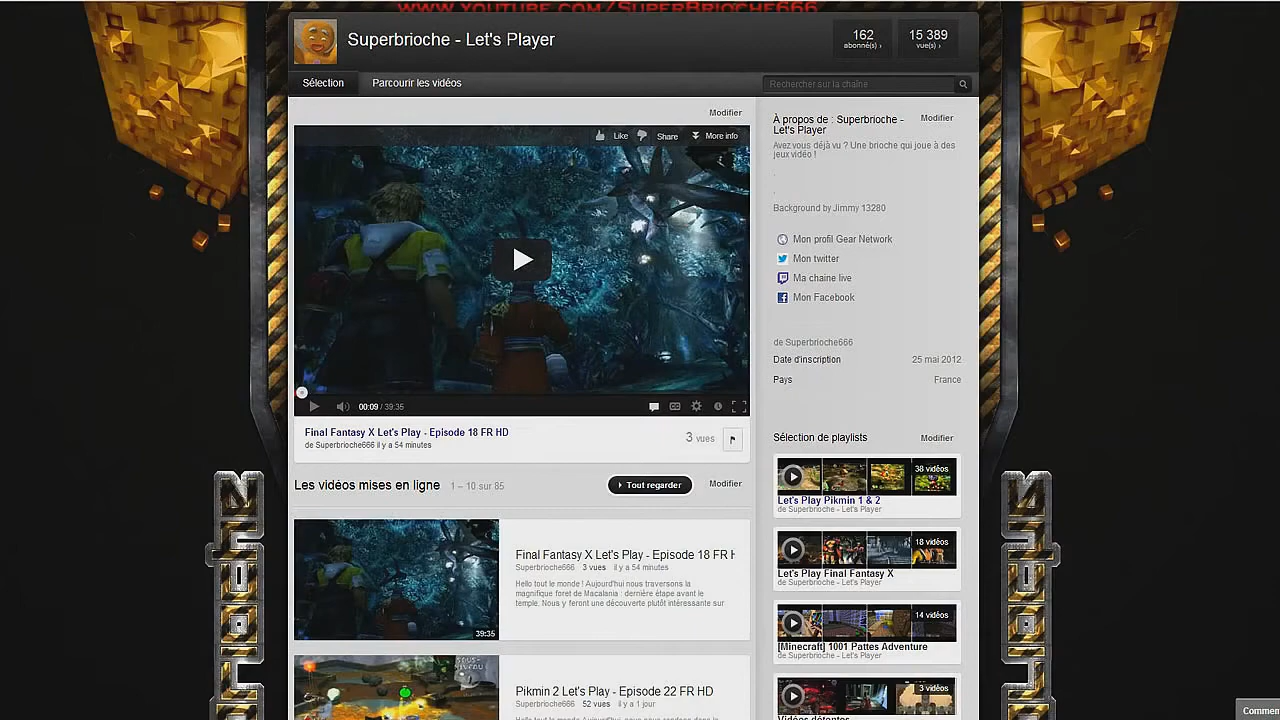 www.youtube.com/SuperBrioche666
Superbrioche - Let's Player
162
abonné(s) ›
15 389
vue(s) ›
Sélection
Parcourir les vidéos
Rechercher sur la chaîne
Modifier
Like
Share
More info
00:09 / 39:35
Final Fantasy X Let's Play - Episode 18 FR HD
de Superbrioche666 il y a 54 minutes
3 vues
Les vidéos mises en ligne
1 – 10 sur 85
Tout regarder
Modifier
39:35
Final Fantasy X Let's Play - Episode 18 FR H
Superbrioche666 3 vues il y a 54 minutes
Hello tout le monde ! Aujourd'hui nous traversons la
magnifique foret de Macalania : dernière étape avant le
temple. Nous y feront une découverte plutôt intéressante sur
Pikmin 2 Let's Play - Episode 22 FR HD
Superbrioche666 52 vues il y a 1 jour
À propos de : Superbrioche -
Let's Player
Modifier
Avez vous déjà vu ? Une brioche qui joue à des
jeux vidéo !
.
.
Background by Jimmy 13280
Mon profil Gear Network
Mon twitter
Ma chaine live
Mon Facebook
de Superbrioche666
Date d'inscription
25 mai 2012
Pays
France
Sélection de playlists
Modifier
38 vidéos
Let's Play Pikmin 1 & 2
de Superbrioche - Let's Player
18 vidéos
Let's Play Final Fantasy X
de Superbrioche - Let's Player
14 vidéos
[Minecraft] 1001 Pattes Adventure
de Superbrioche - Let's Player
3 vidéos
Vidéos détentes
Commen